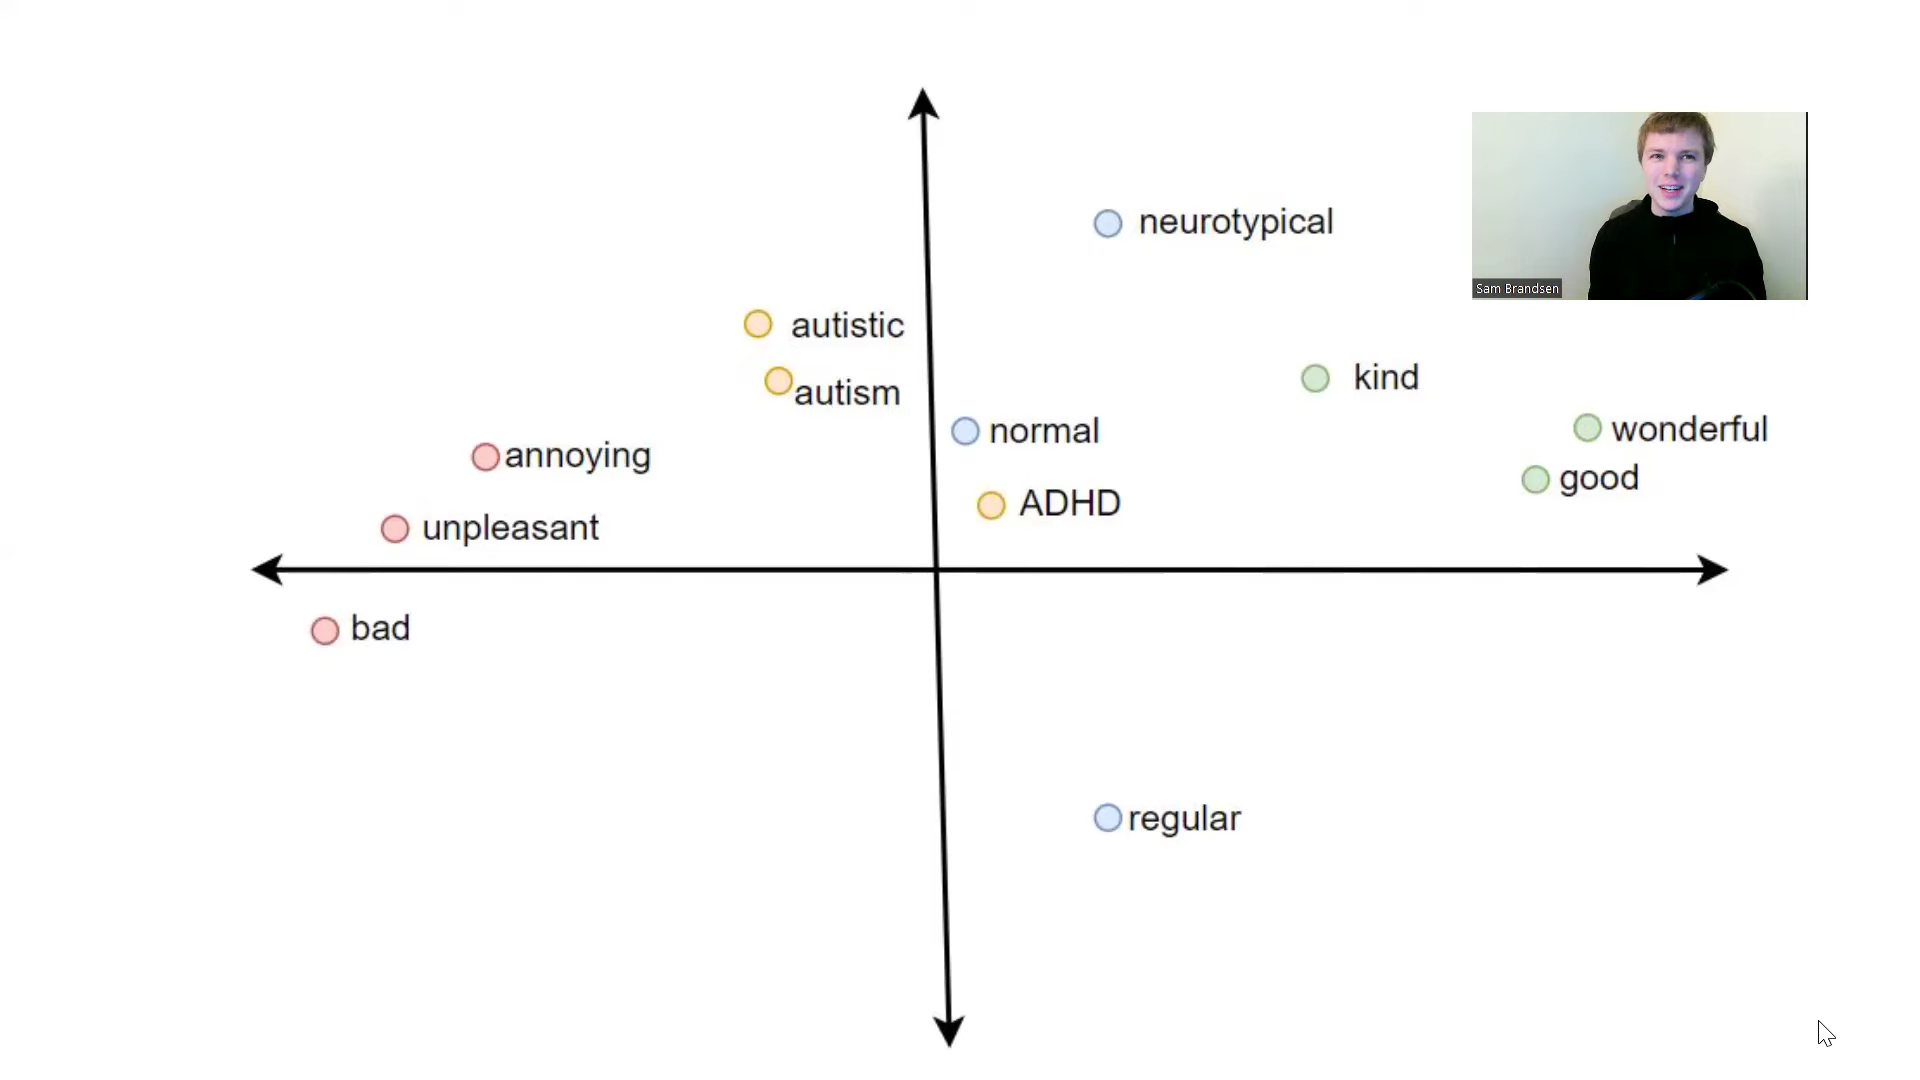 neurotypical
Sam Brandsen
autistic
kind
autism
normal
wonderful
annoying
good
ADHD
unpleasant
bad
regular